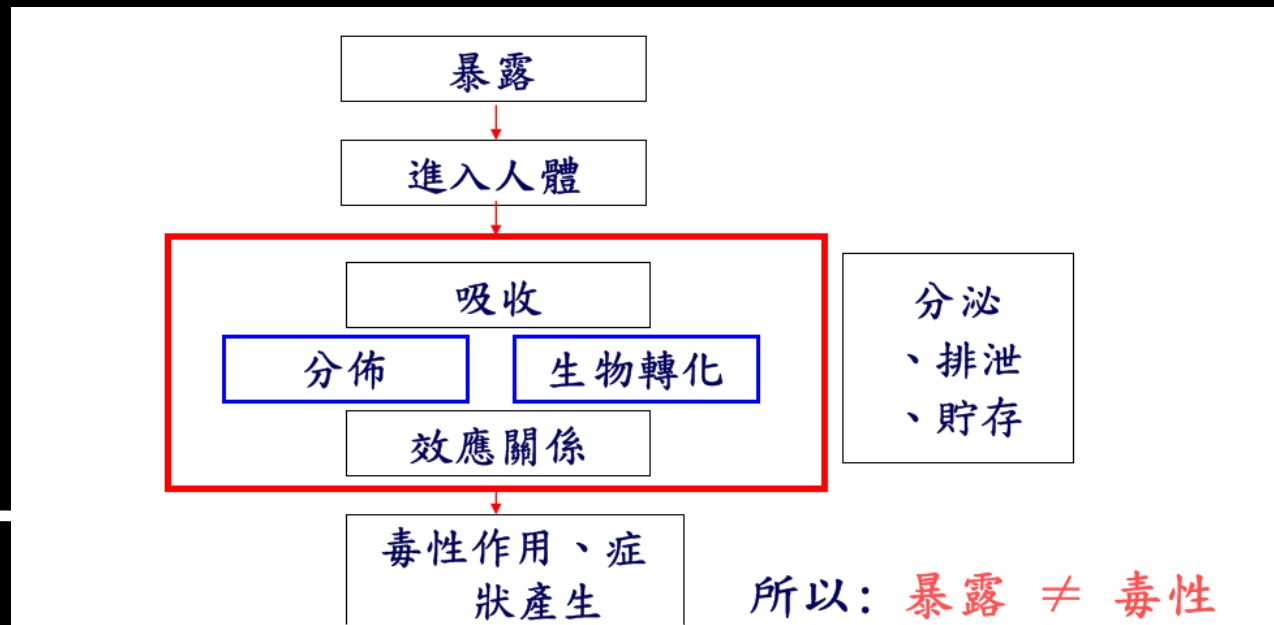 暴露
進入人體
吸收
分佈
生物轉化
效應關係
分泌
、排泄
、貯存
毒性作用、症
狀產生
所以: 暴露 ≠ 毒性